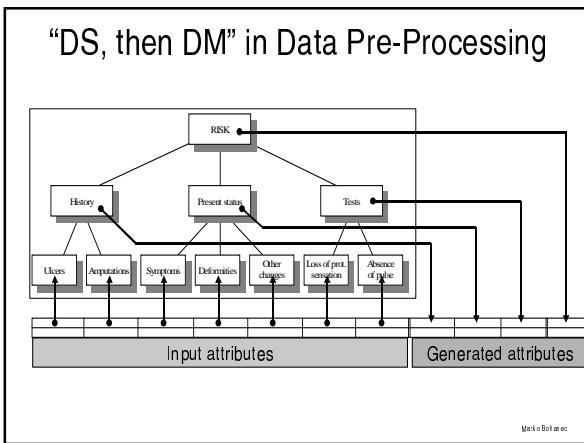 “DS, then DM” in Data Pre-Processing
RISK
History
Present status
Tests
Ulcers
Amputations
Symptoms
Deformities
Other
changes
Loss of prot.
sensation
Absence
of pulse
Input attributes
Generated attributes
Marko Bohanec